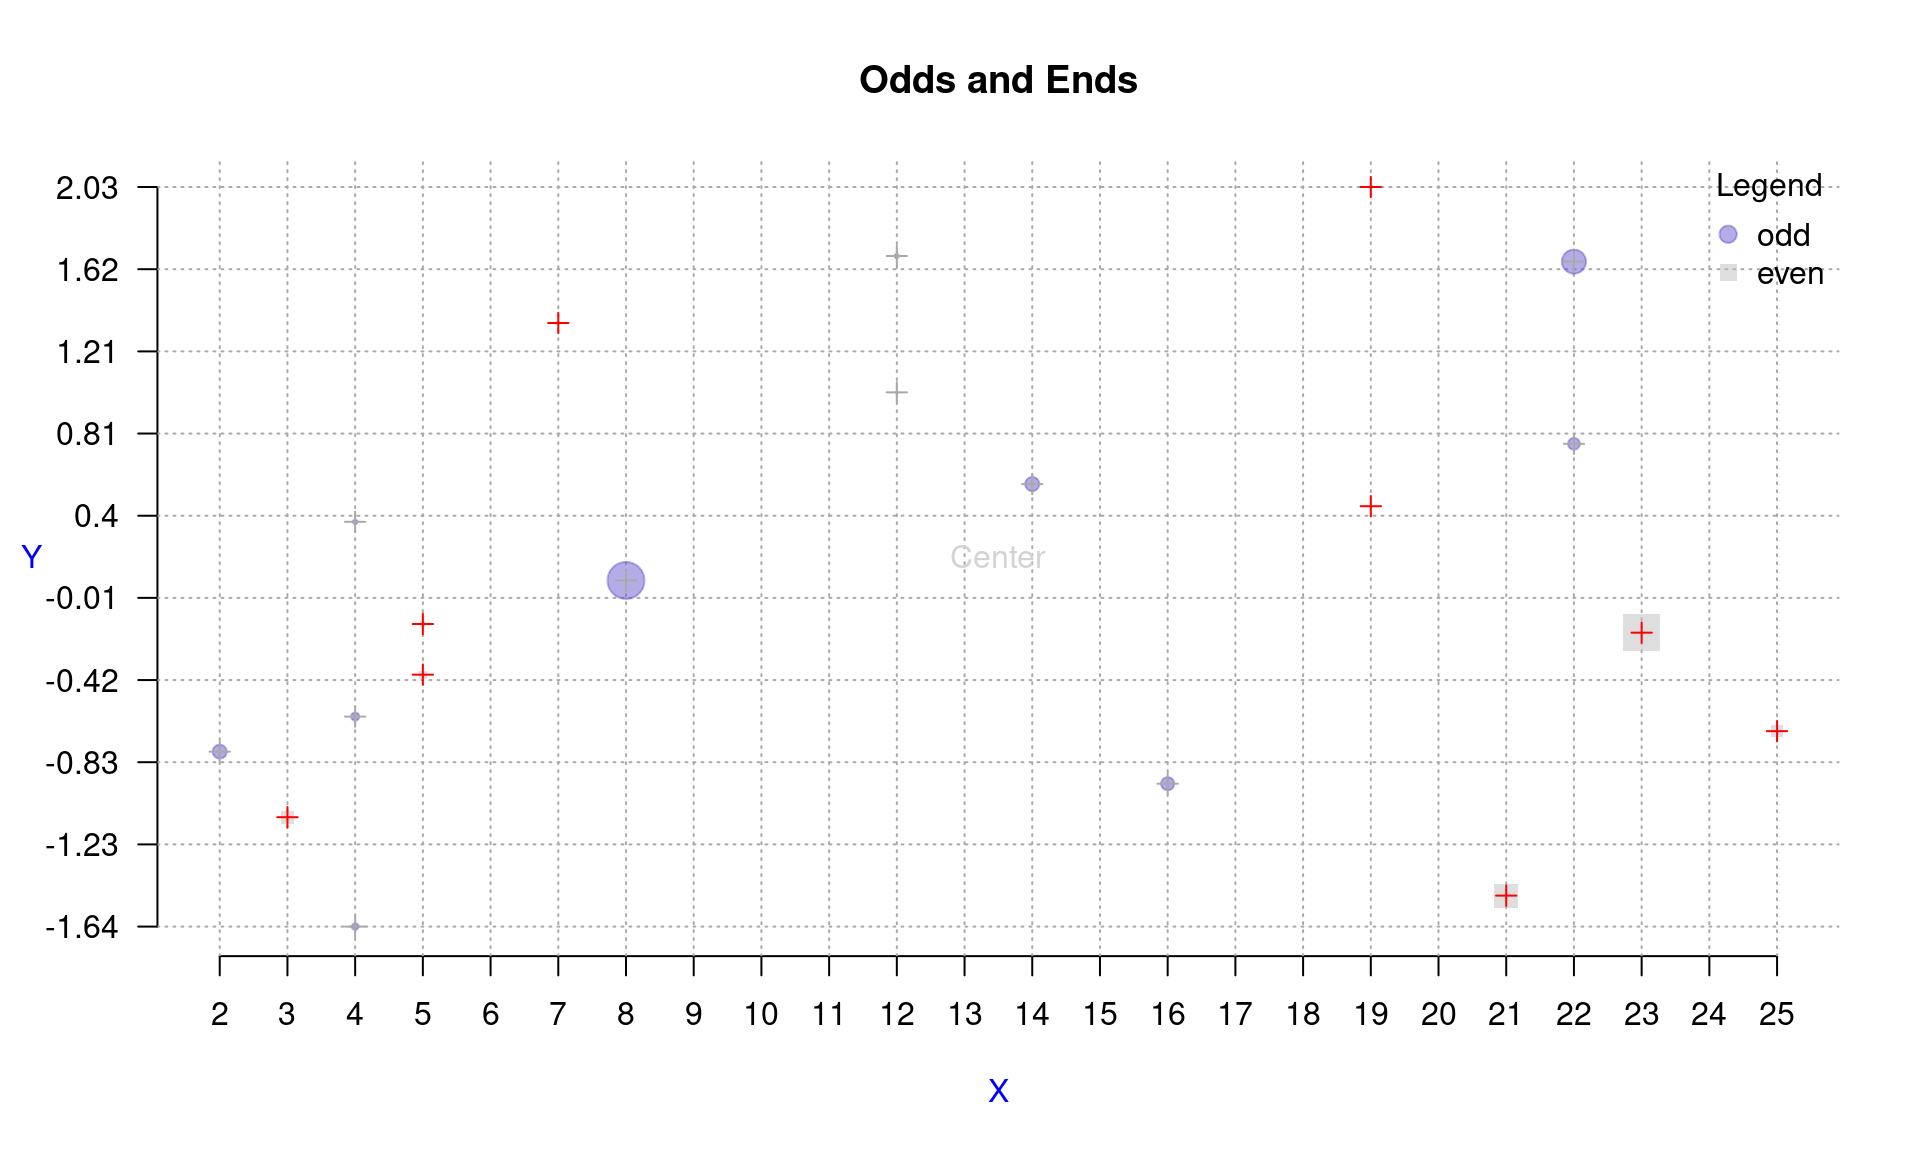 Odds and Ends
2.03
1.62
1.21
0.81
0.4
-0.01
-0.42
-0.83
-1.23
-1.64
Y
Legend
odd
even
Center
2 3 4 5 6 7 8 9 10 11 12 13 14 15 16 17 18 19 20 21 22 23 24 25
X